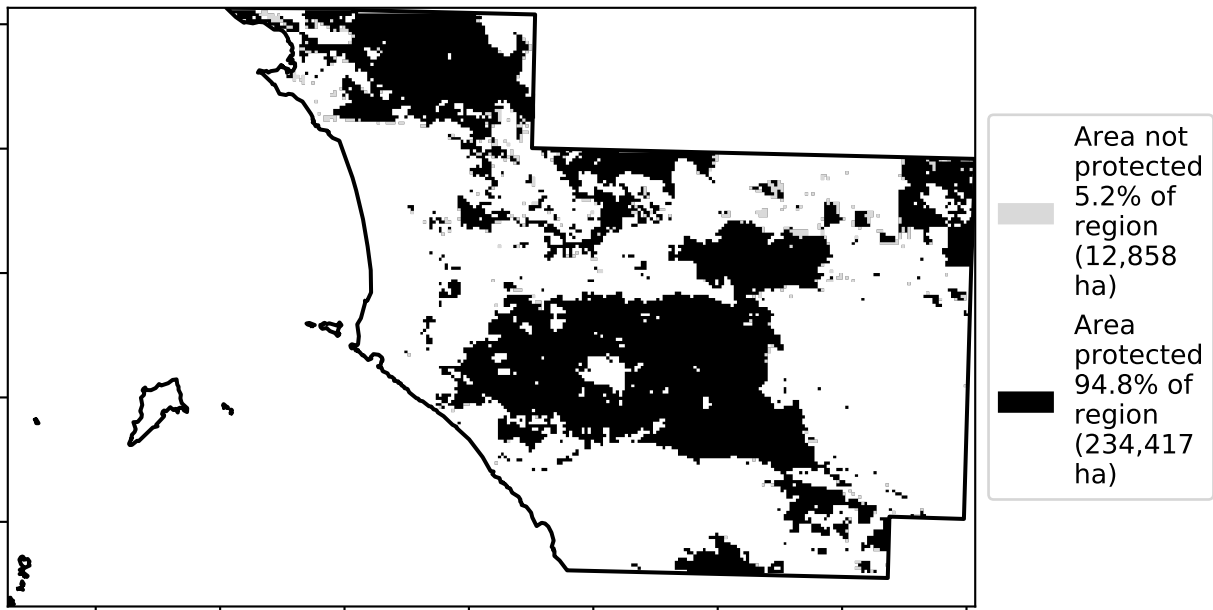 Area not
protected
5.2% of
region
(12,858
ha)
Area
protected
94.8% of
region
(234,417
ha)